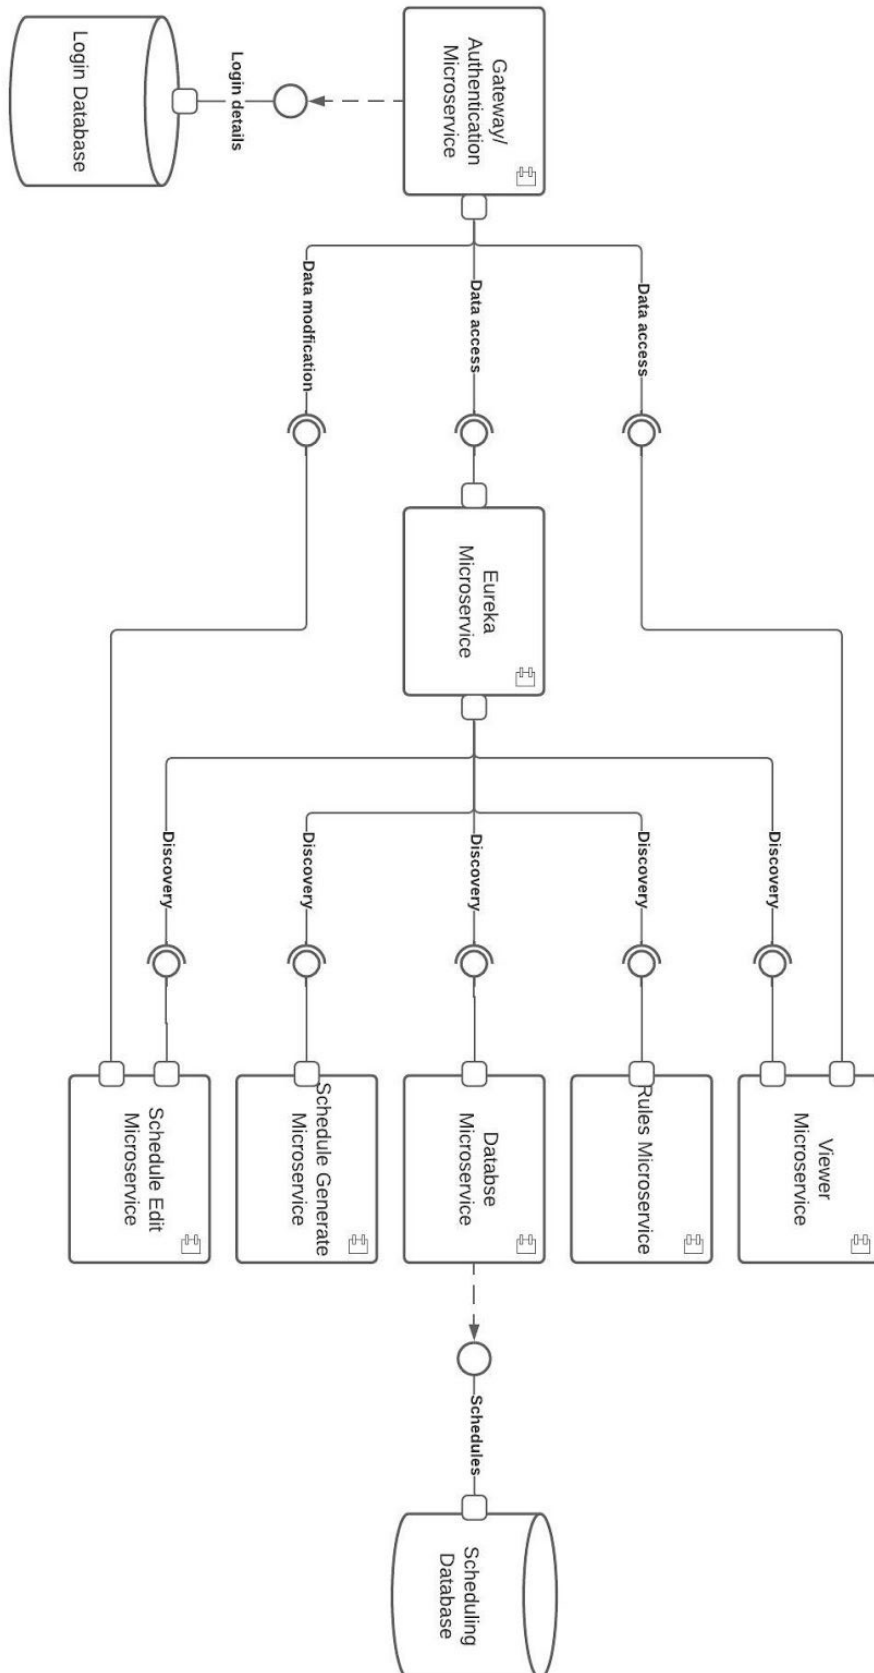 Login Database
Login details
Gateway/
Authentication
Microservice
Data modfication
Data access
Data access
Eureka
Microservice
Discovery
Discovery
Discovery
Discovery
Discovery
Schedule Edit
Microservice
Schedule Generate
Microservice
Databse
Microservice
Rules Microservice
Viewer
Microservice
Schedules
Scheduling
Database